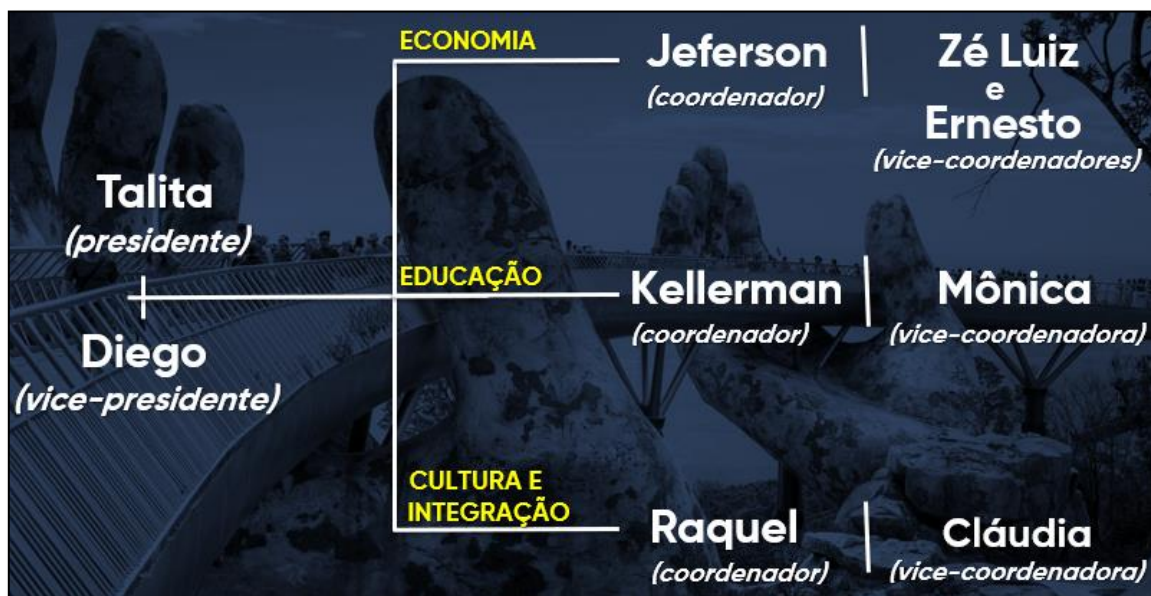 Talita
(presidente)
Diego
(vice-presidente)
ECONOMIA
Jeferson
(coordenador)
Zé Luiz
e
Ernesto
(vice-coordenadores)
EDUCAÇÃO
Kellerman
(coordenador)
Mônica
(vice-coordenadora)
CULTURA E
INTEGRAÇÃO
Raquel
(coordenador)
Cláudia
(vice-coordenadora)